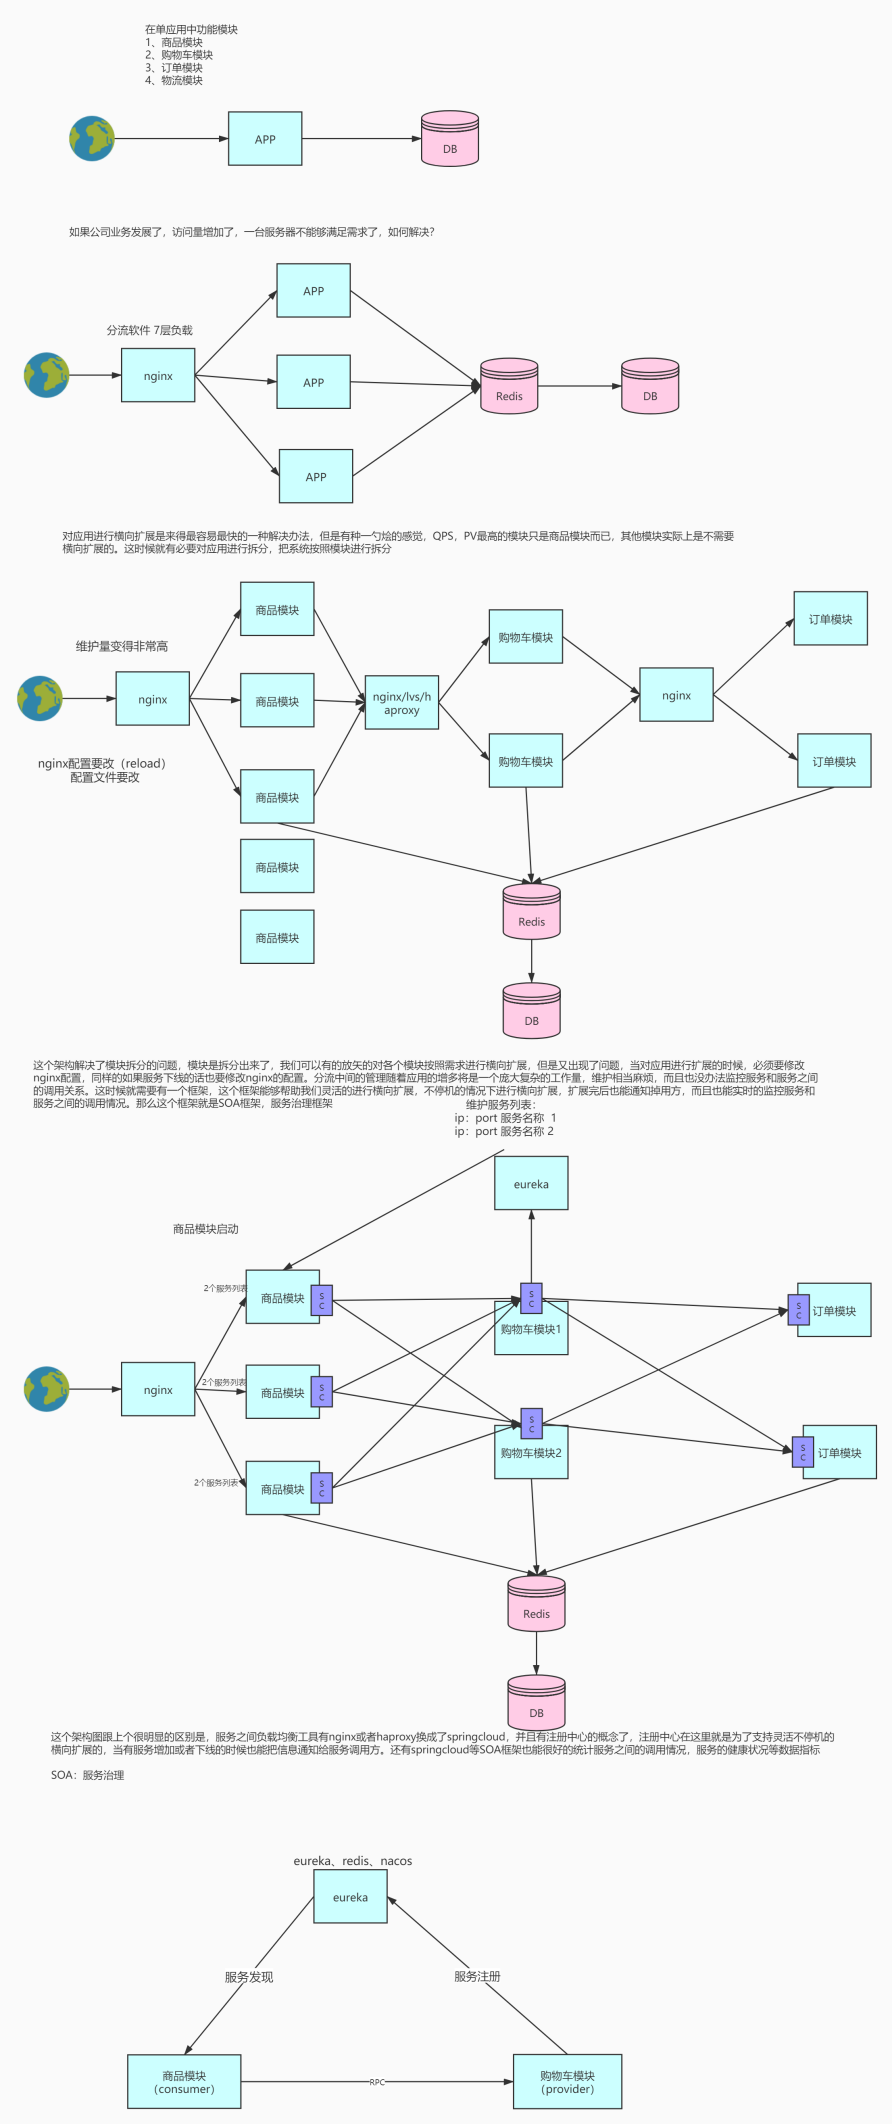 在单应用中功能模块
1、商品模块
2、购物车模块
3、订单模块
4、物流模块
APP
DB
如果公司业务发展了，访问量增加了，一台服务器不能够满足需求了，如何解决？
APP
分流软件 7层负载
nginx
APP
Redis
DB
APP
对应用进行横向扩展是来得最容易最快的一种解决办法，但是有种一勺烩的感觉，QPS，PV最高的模块只是商品模块而已，其他模块实际上是不需要
横向扩展的。这时候就有必要对应用进行拆分，把系统按照模块进行拆分
商品模块
购物车模块
订单模块
维护量变得非常高
nginx
商品模块
nginx/lvs/h
aproxy
nginx
nginx配置要改（reload）
配置文件要改
商品模块
购物车模块
订单模块
商品模块
商品模块
Redis
DB
这个架构解决了模块拆分的问题，模块是拆分出来了，我们可以有的放矢的对各个模块按照需求进行横向扩展，但是又出现了问题，当对应用进行扩展的时候，必须要修改
nginx配置，同样的如果服务下线的话也要修改nginx的配置。分流中间的管理随着应用的增多将是一个庞大复杂的工作量，维护相当麻烦，而且也没办法监控服务和服务之间
的调用关系。这时候就需要有一个框架，这个框架能够帮助我们灵活的进行横向扩展，不停机的情况下进行横向扩展，扩展完后也能通知掉用方，而且也能实时的监控服务和
服务之间的调用情况。那么这个框架就是SOA框架，服务治理框架
维护服务列表：
ip：port 服务名称 1
ip：port 服务名称 2
eureka
商品模块启动
2个服务列表
商品模块
S
C
S
C
购物车模块1
S
C
订单模块
nginx
2个服务列表
商品模块
S
C
S
C
购物车模块2
S
C
订单模块
2个服务列表
商品模块
S
C
Redis
DB
这个架构图跟上个很明显的区别是，服务之间负载均衡工具有nginx或者haproxy换成了springcloud，并且有注册中心的概念了，注册中心在这里就是为了支持灵活不停机的
横向扩展的，当有服务增加或者下线的时候也能把信息通知给服务调用方。还有springcloud等SOA框架也能很好的统计服务之间的调用情况，服务的健康状况等数据指标
SOA：服务治理
eureka、redis、nacos
eureka
服务发现
服务注册
商品模块
（consumer）
RPC
购物车模块
（provider）